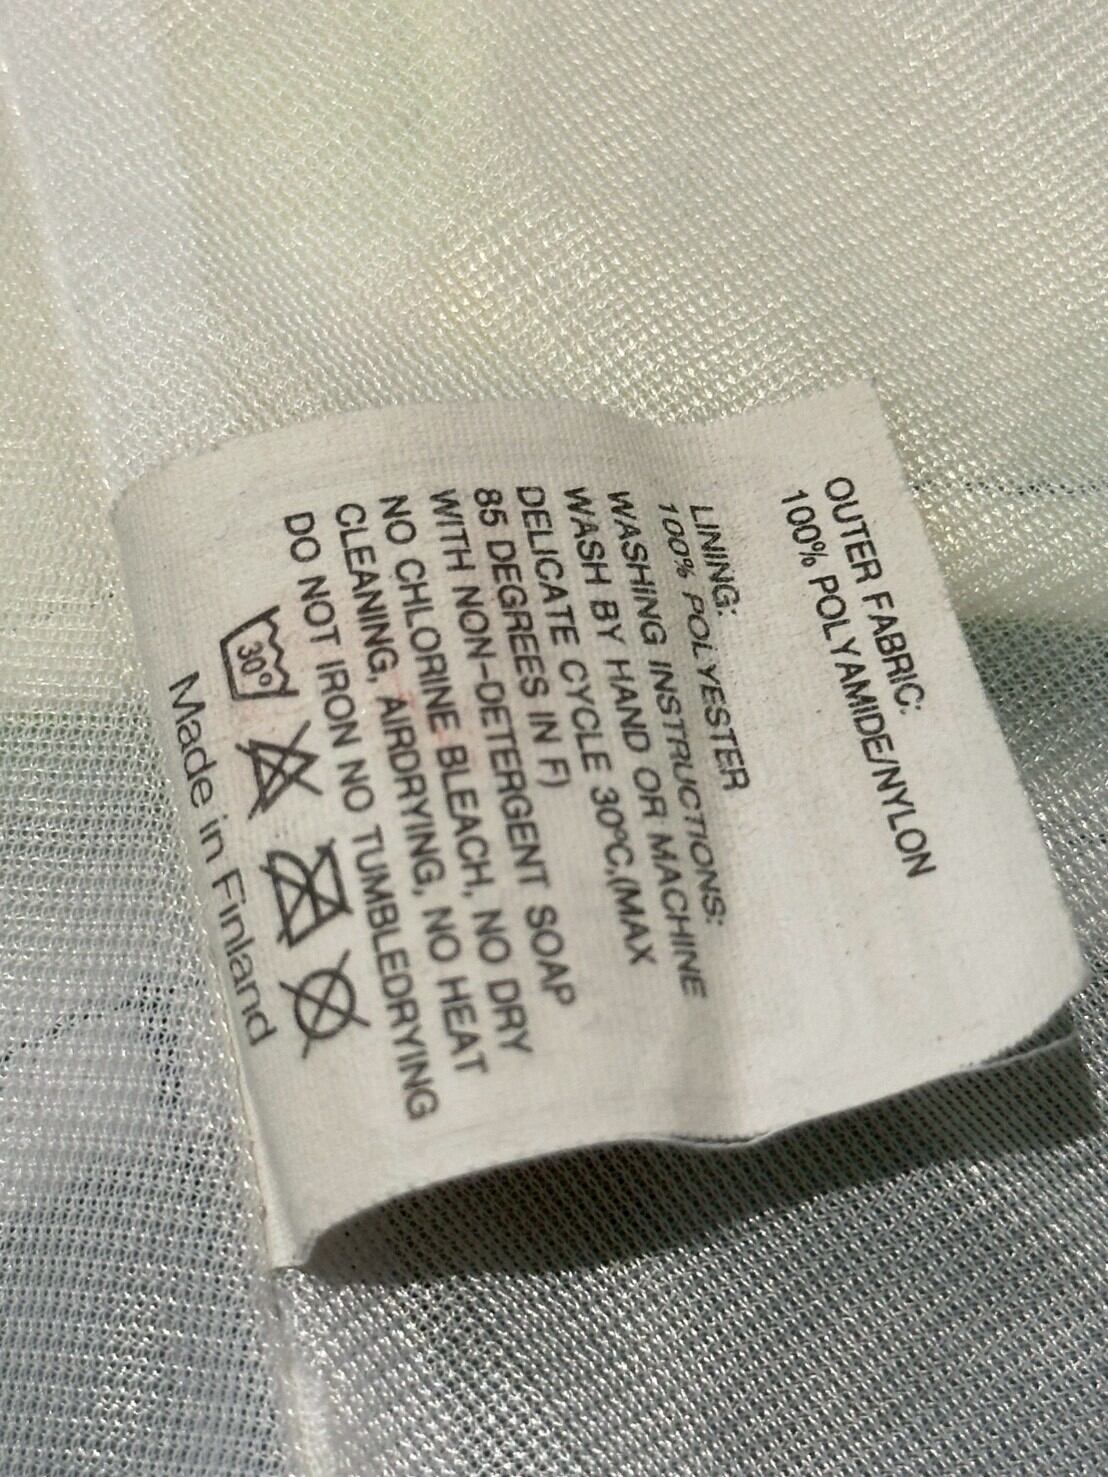 OUTER FABRIC:
100% POLYAMIDE/NYLON
LINING:
100% POLYESTER
WASHING INSTRUCTIONS:
WASH BY HAND OR MACHINE
DELICATE CYCLE 30ºC,(MAX
85 DEGREES IN F)
WITH NON-DETERGENT SOAP
NO CHLORINE BLEACH, NO DRY
CLEANING, AIRDRYING, NO HEAT
DO NOT IRON NO TUMBLEDRYING
30º
Made in Finland